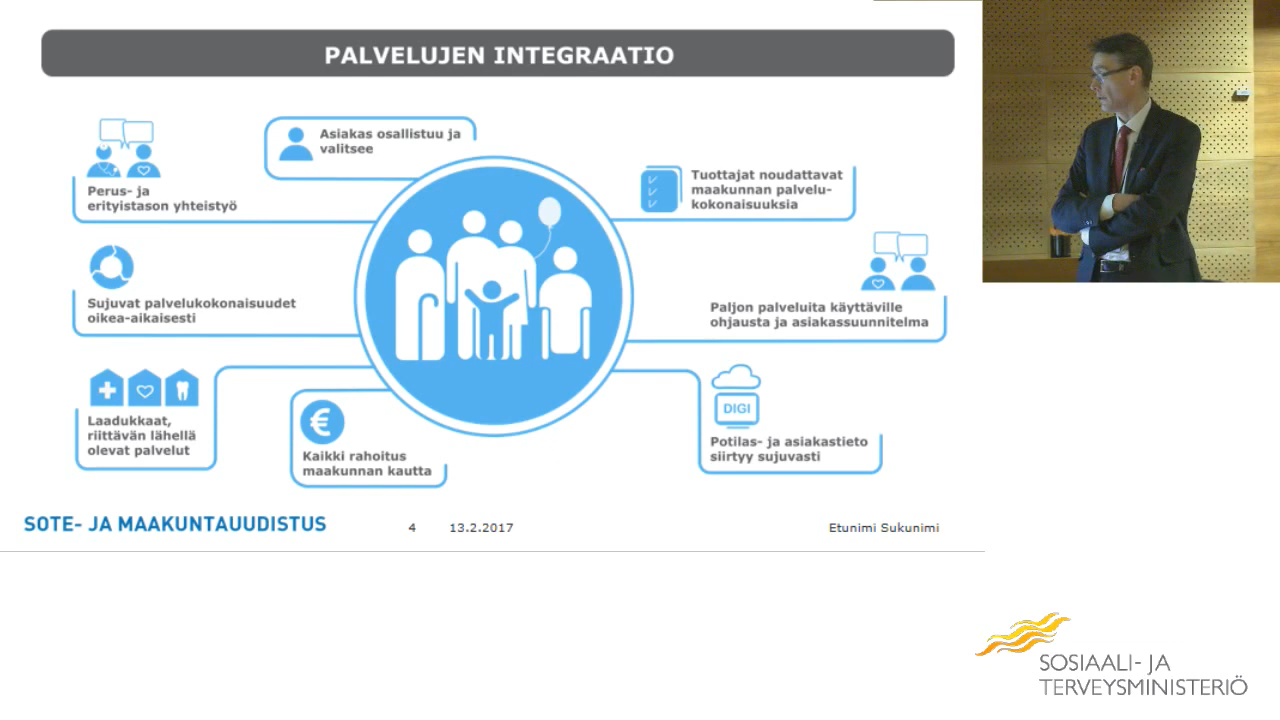 PALVELUJEN INTEGRAATIO
Asiakas osallistuu ja
valitsee
Perus- ja
erityistason yhteistyö
Tuottajat noudattavat
maakunnan palvelu-
kokonaisuuksia
Sujuvat palvelukokonaisuudet
oikea-aikaisesti
Paljon palveluita käyttäville
ohjausta ja asiakassuunnitelma
Laadukkaat,
riittävän lähellä
olevat palvelut
€
Kaikki rahoitus
maakunnan kautta
DIGI
Potilas- ja asiakastieto
siirtyy sujuvasti
SOTE- JA MAAKUNTAUUDISTUS
4
13.2.2017
Etunimi Sukunimi
SOSIAALI- JA
TERVEYSMINISTERIÖ